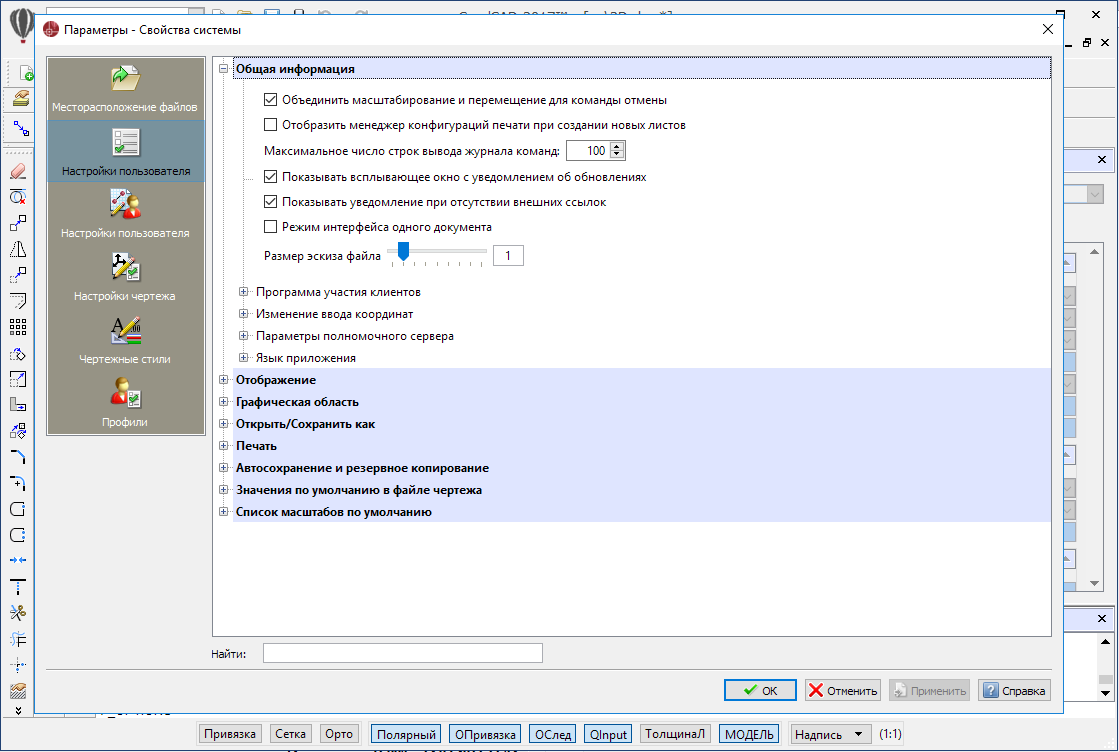 Параметры - Свойства системы
Месторасположение файлов
Настройки пользователя
Настройки пользователя
Настройки чертежа
Чертежные стили
Профили
Общая информация
Объединить масштабирование и перемещение для команды отмены
Отобразить менеджер конфигураций печати при создании новых листов
Максимальное число строк вывода журнала команд: 100
Показывать всплывающее окно с уведомлением об обновлениях
Показывать уведомление при отсутствии внешних ссылок
Режим интерфейса одного документа
Размер эскиза файла 1
Программа участия клиентов
Изменение ввода координат
Параметры полномочного сервера
Язык приложения
Отображение
Графическая область
Открыть/Сохранить как
Печать
Автосохранение и резервное копирование
Значения по умолчанию в файле чертежа
Список масштабов по умолчанию
Найти:
OK Отменить Применить Справка
Привязка Сетка Орто Полярный ОПривязка ОСлед QInput ТолщинаЛ МОДЕЛЬ Надпись (1:1)